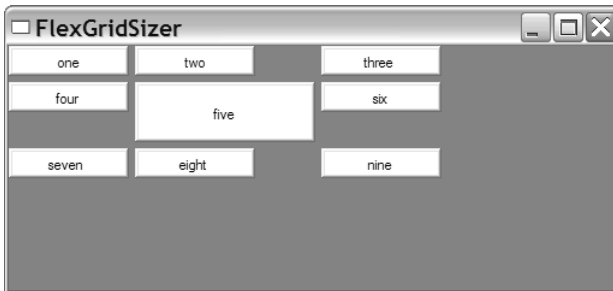 FlexGridSizer
one two three
four five six
seven eight nine